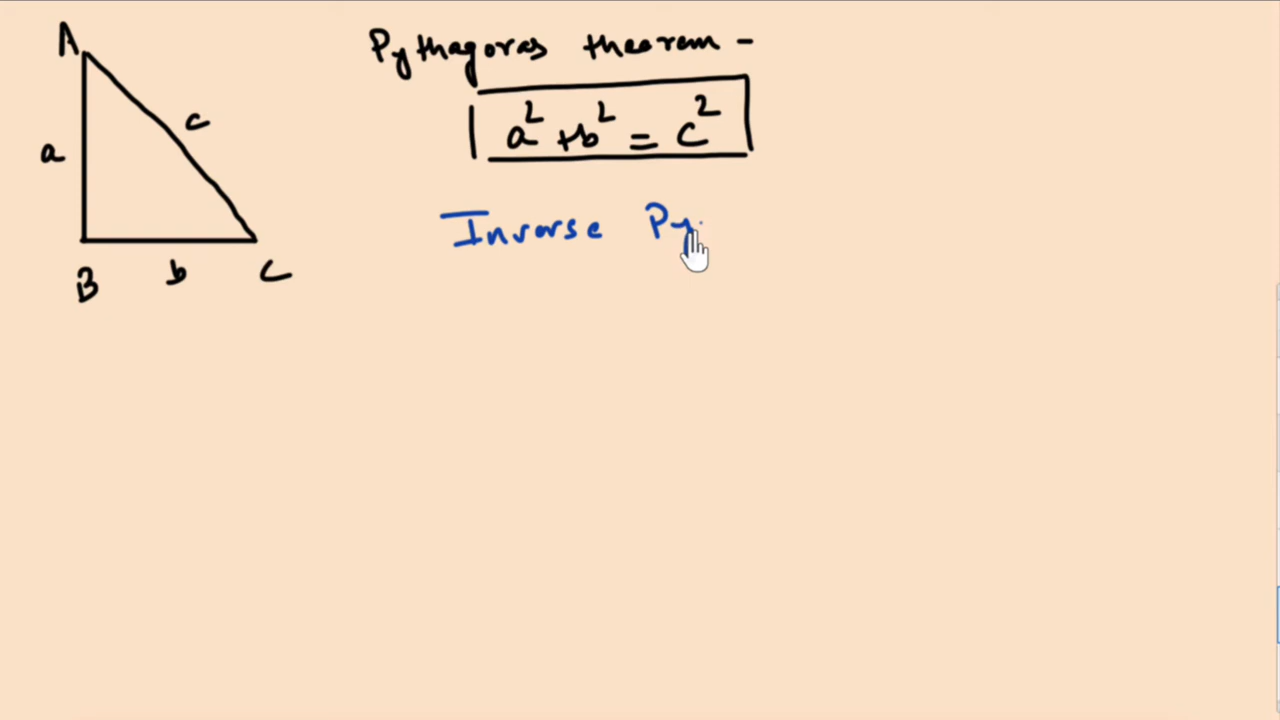 A
Pythagoras theorem -
c
a
a² + b² = c²
Inverse Py
B b C